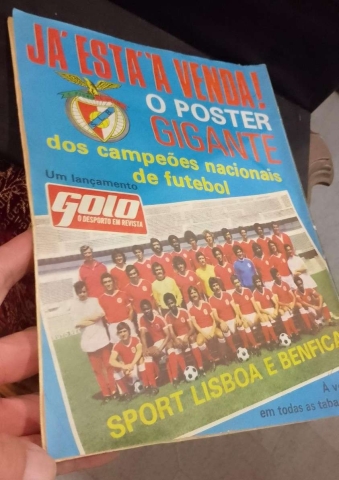 JÁ ESTÁ À VENDA!
O POSTER
GIGANTE
dos campeões nacionais
de futebol
Um lançamento
GOLO
O DESPORTO EM REVISTA
SPORT LISBOA E BENFICA
À v
em todas as taba